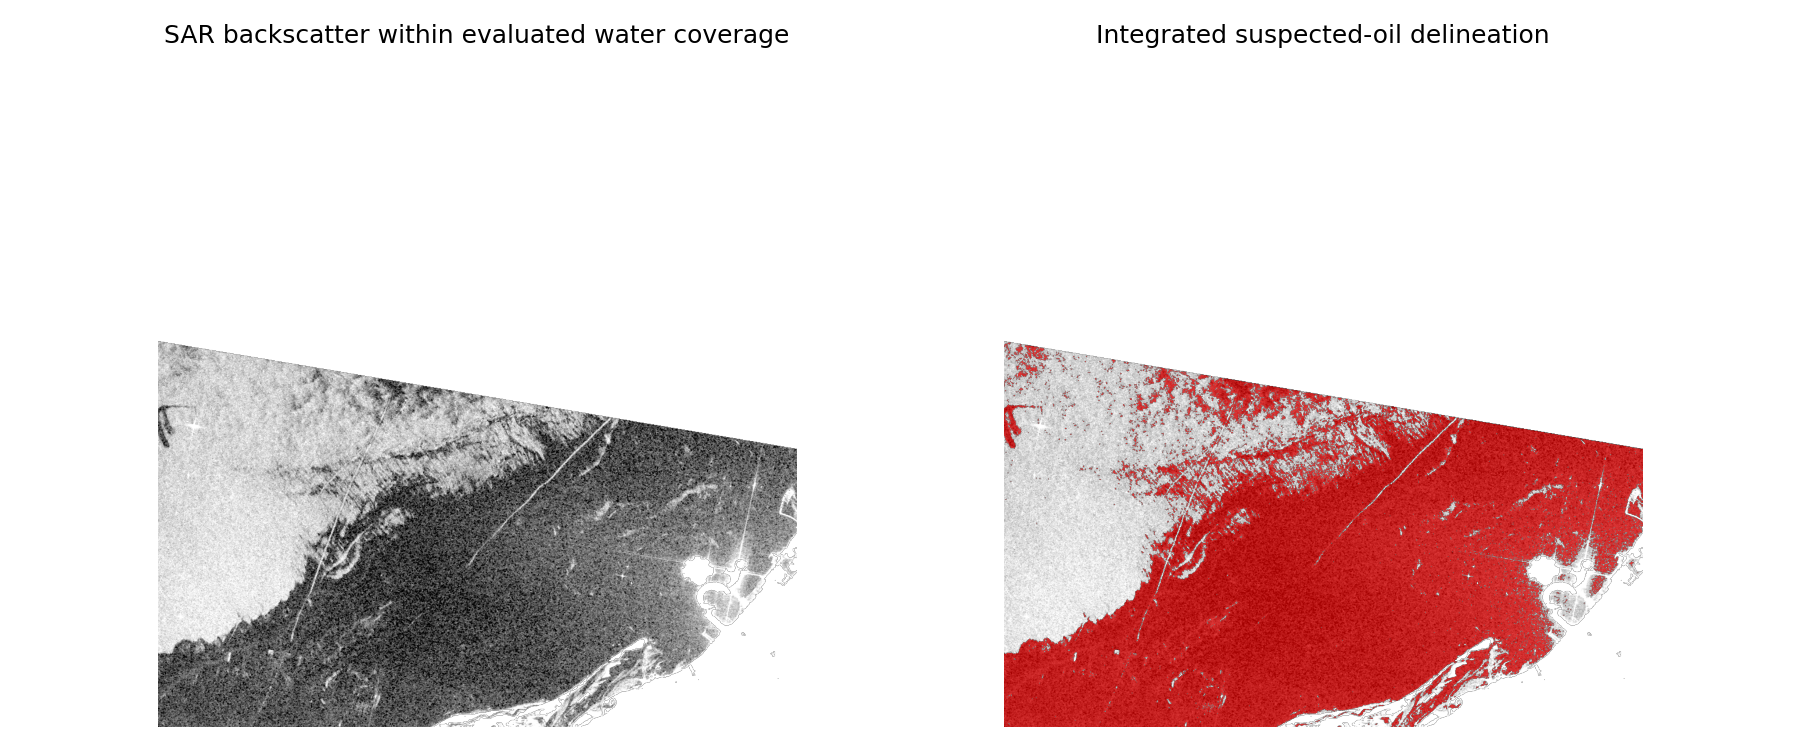 SAR backscatter within evaluated water coverage
Integrated suspected-oil delineation